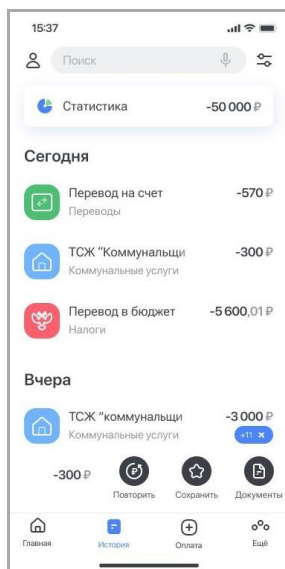 15:37
Поиск
Статистика -50 000 ₽
Сегодня
Перевод на счет -570 ₽
Переводы
ТСЖ "Коммунальщи -300 ₽
Коммунальные услуги
Перевод в бюджет -5 600,01 ₽
Налоги
Вчера
ТСЖ "коммунальщи -3 000 ₽
Коммунальные услуги +11
-300 ₽
Повторить Сохранить Документы
Главная История Оплата Ещё